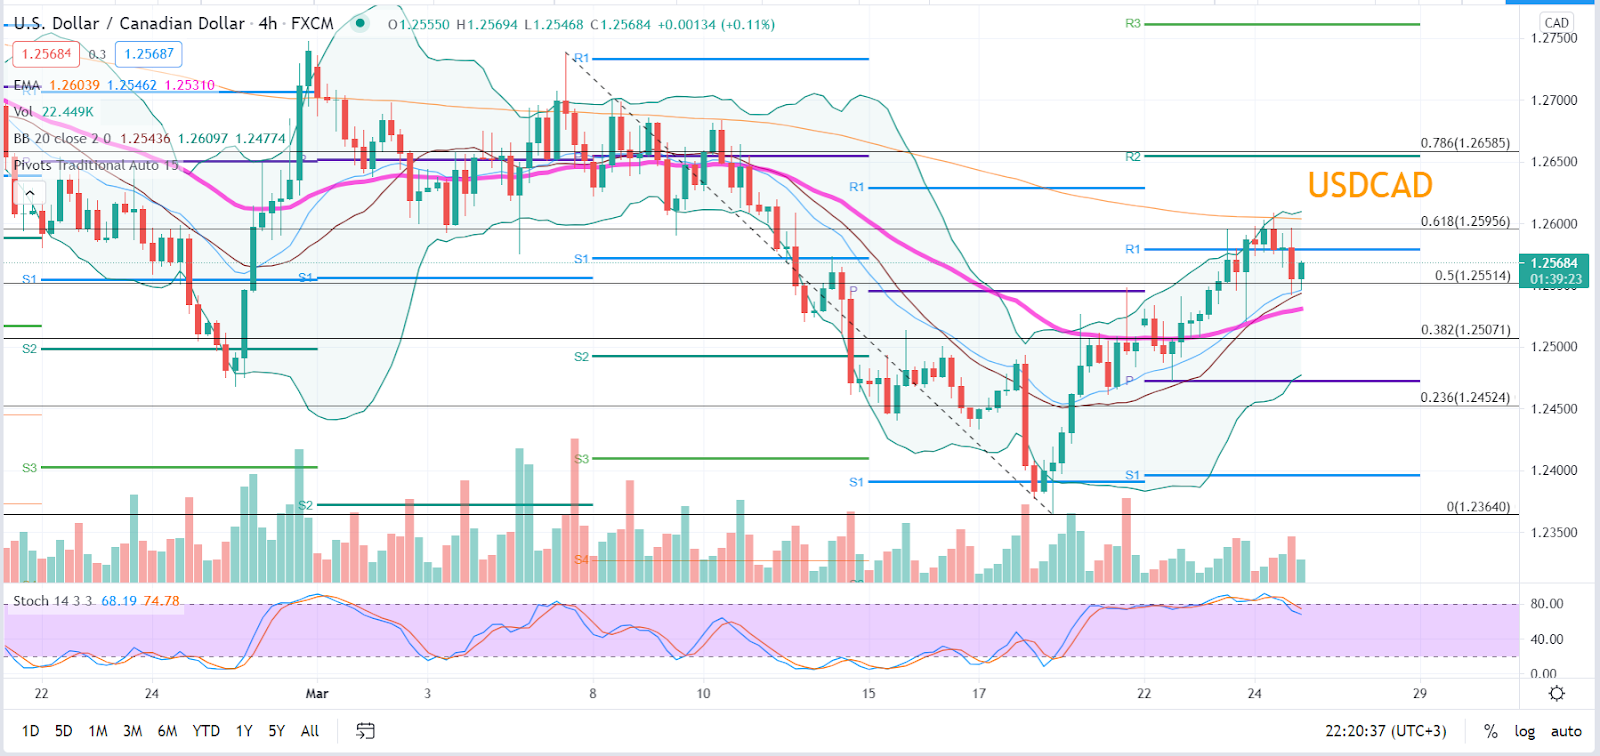 U.S. Dollar / Canadian Dollar · 4h · FXCM O1.25550 H1.25694 L1.25468 C1.25684 +0.00134 (+0.11%)
1.25684 0.3 1.25687
EMA 1.26039 1.25462 1.25310
Vol 22.449K
BB 20 close 2 0 1.25436 1.26097 1.24774
Pivots Traditional Auto 15
R3
CAD
1.27500
R1
R1
1.27000
0.786(1.26585)
P
R2
1.26500
R1
USDCAD
0.618(1.25956)
1.26000
R1
S1
1.25684
01:39:23
S1
S1
0.5(1.25514)
P
0.382(1.25071)
S2
S2
1.25000
P
0.236(1.24524)
1.24500
S3
S3
S1
S1
1.24000
S2
0(1.23640)
1.23500
S4
Stoch 14 3 3 68.19 74.78
80.00
40.00
0.00
22 24 Mar 3 8 10 15 17 22 24 29
1D 5D 1M 3M 6M YTD 1Y 5Y All 22:20:37 (UTC+3) % log auto